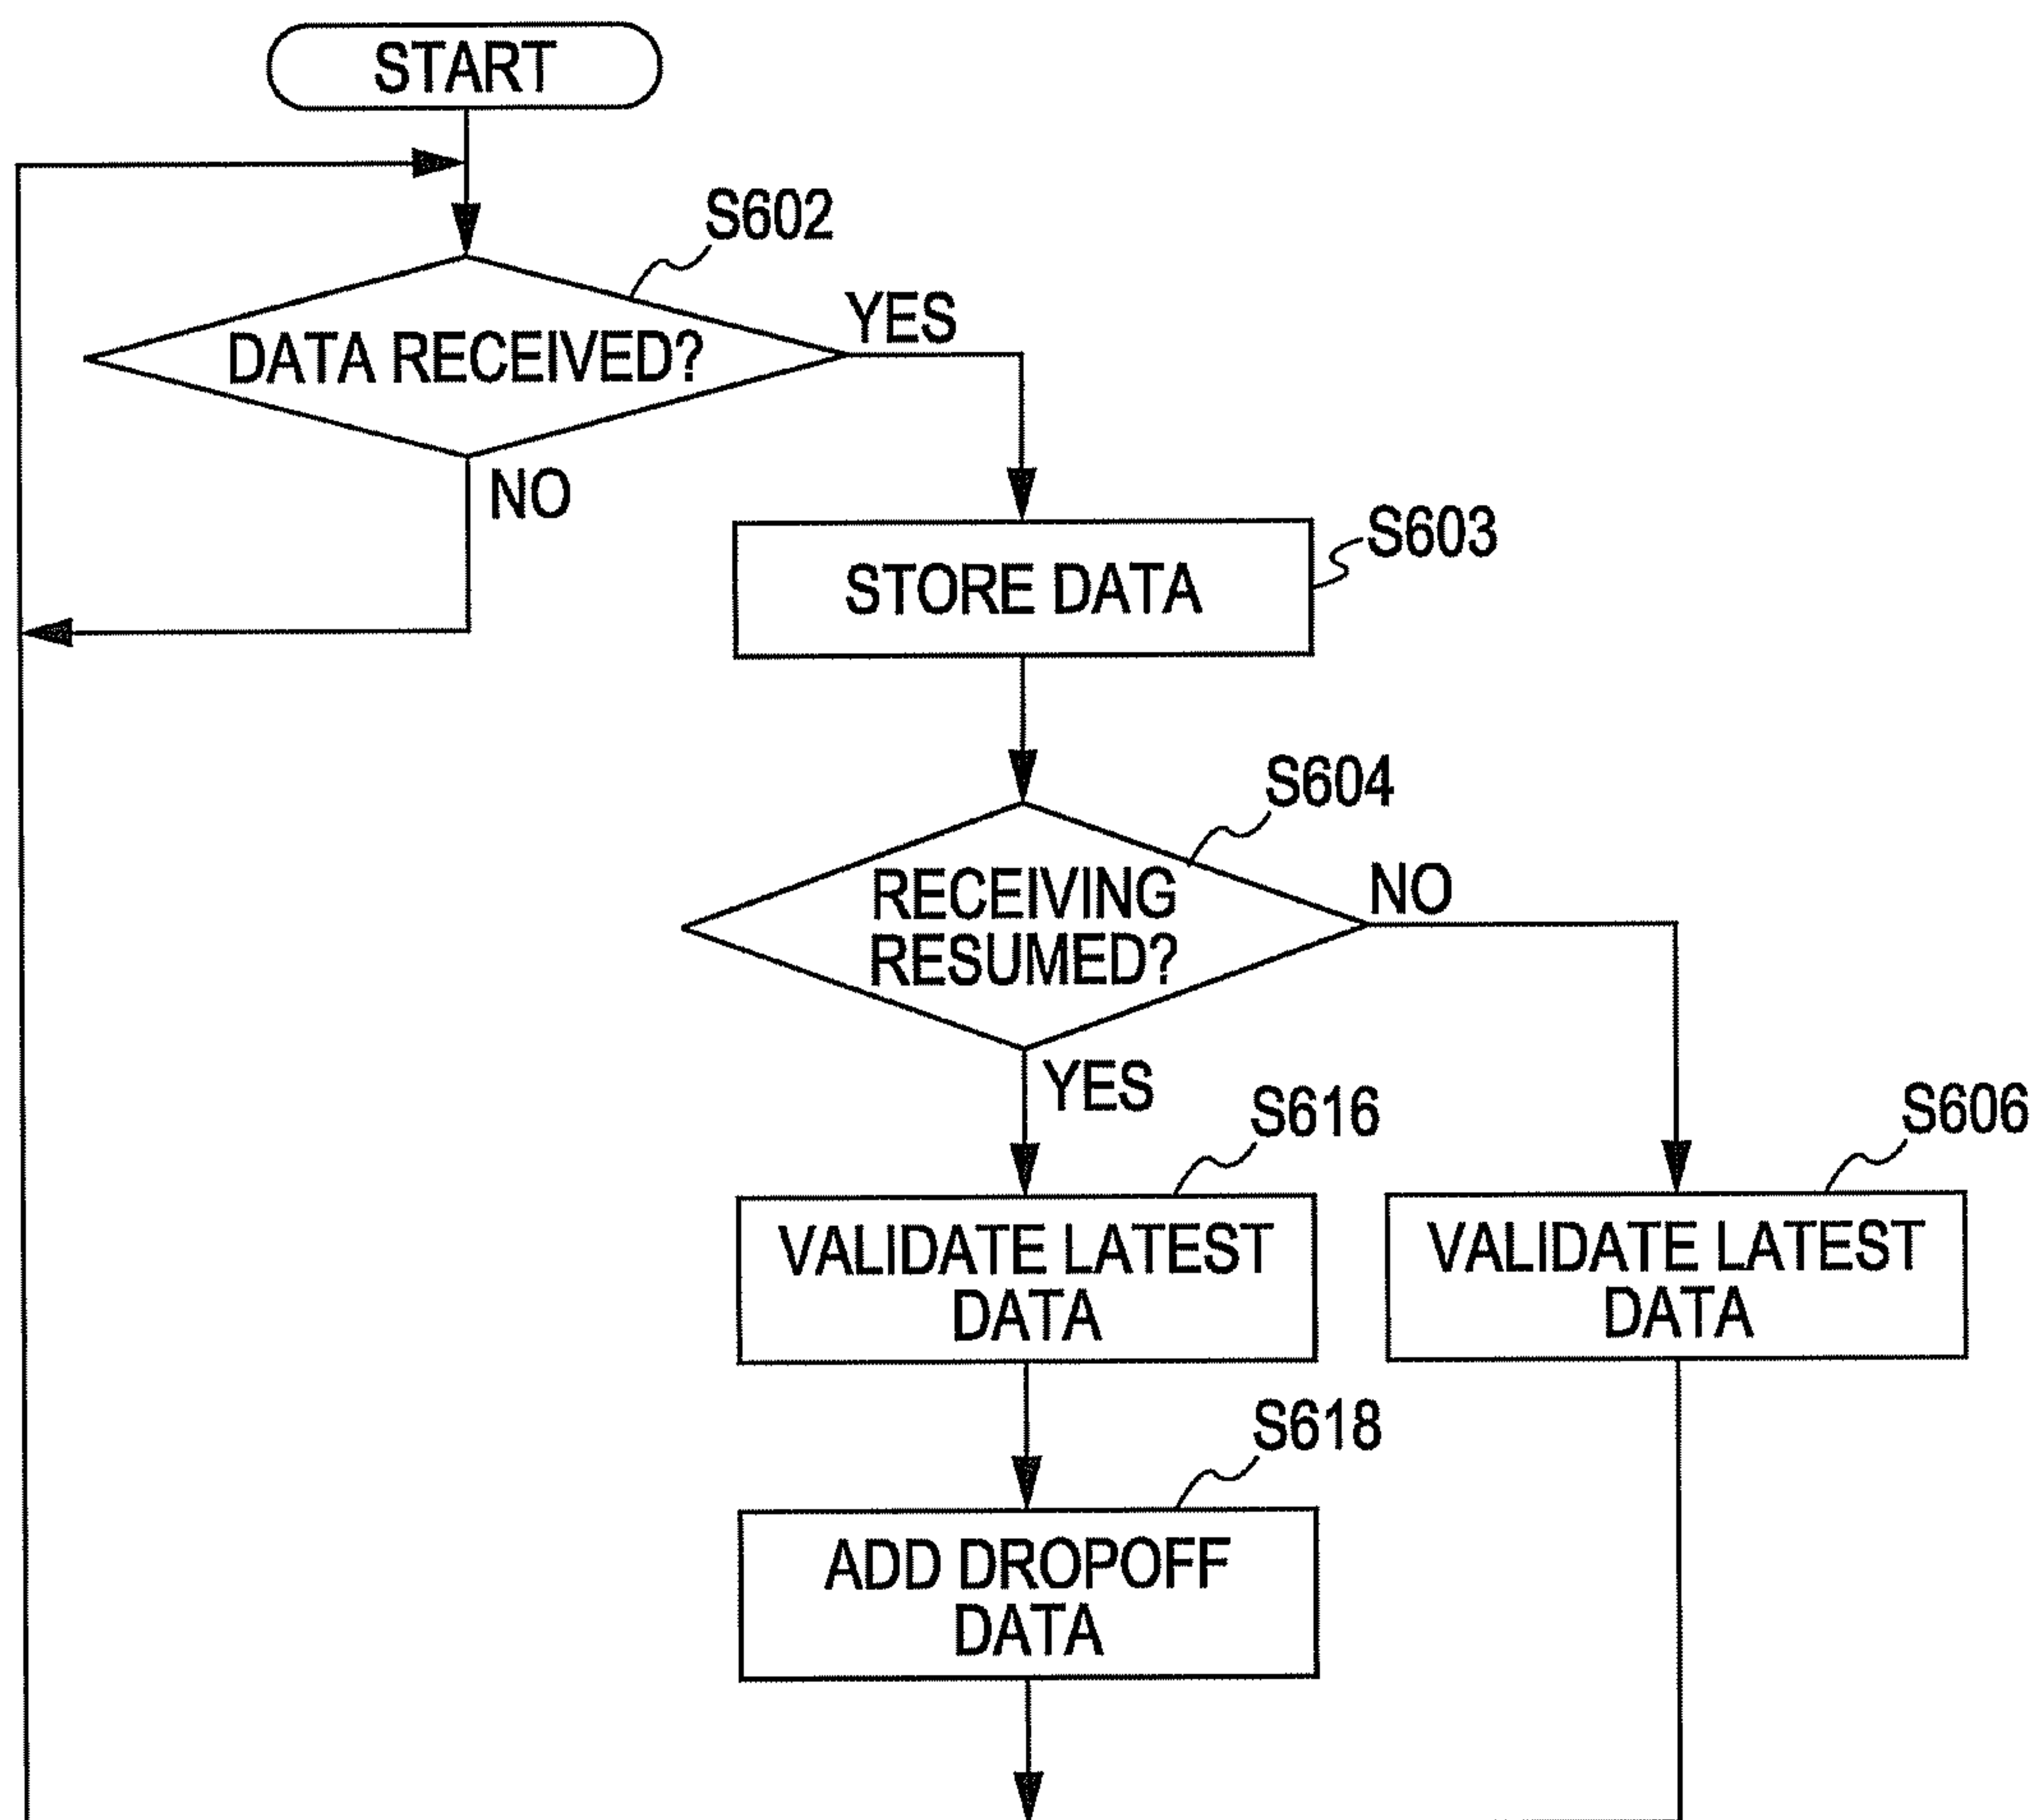 START
S602
DATA RECEIVED?
YES
NO
S603
STORE DATA
S604
RECEIVING
RESUMED?
NO
YES
S616
VALIDATE LATEST
DATA
S606
VALIDATE LATEST
DATA
S618
ADD DROPOFF
DATA